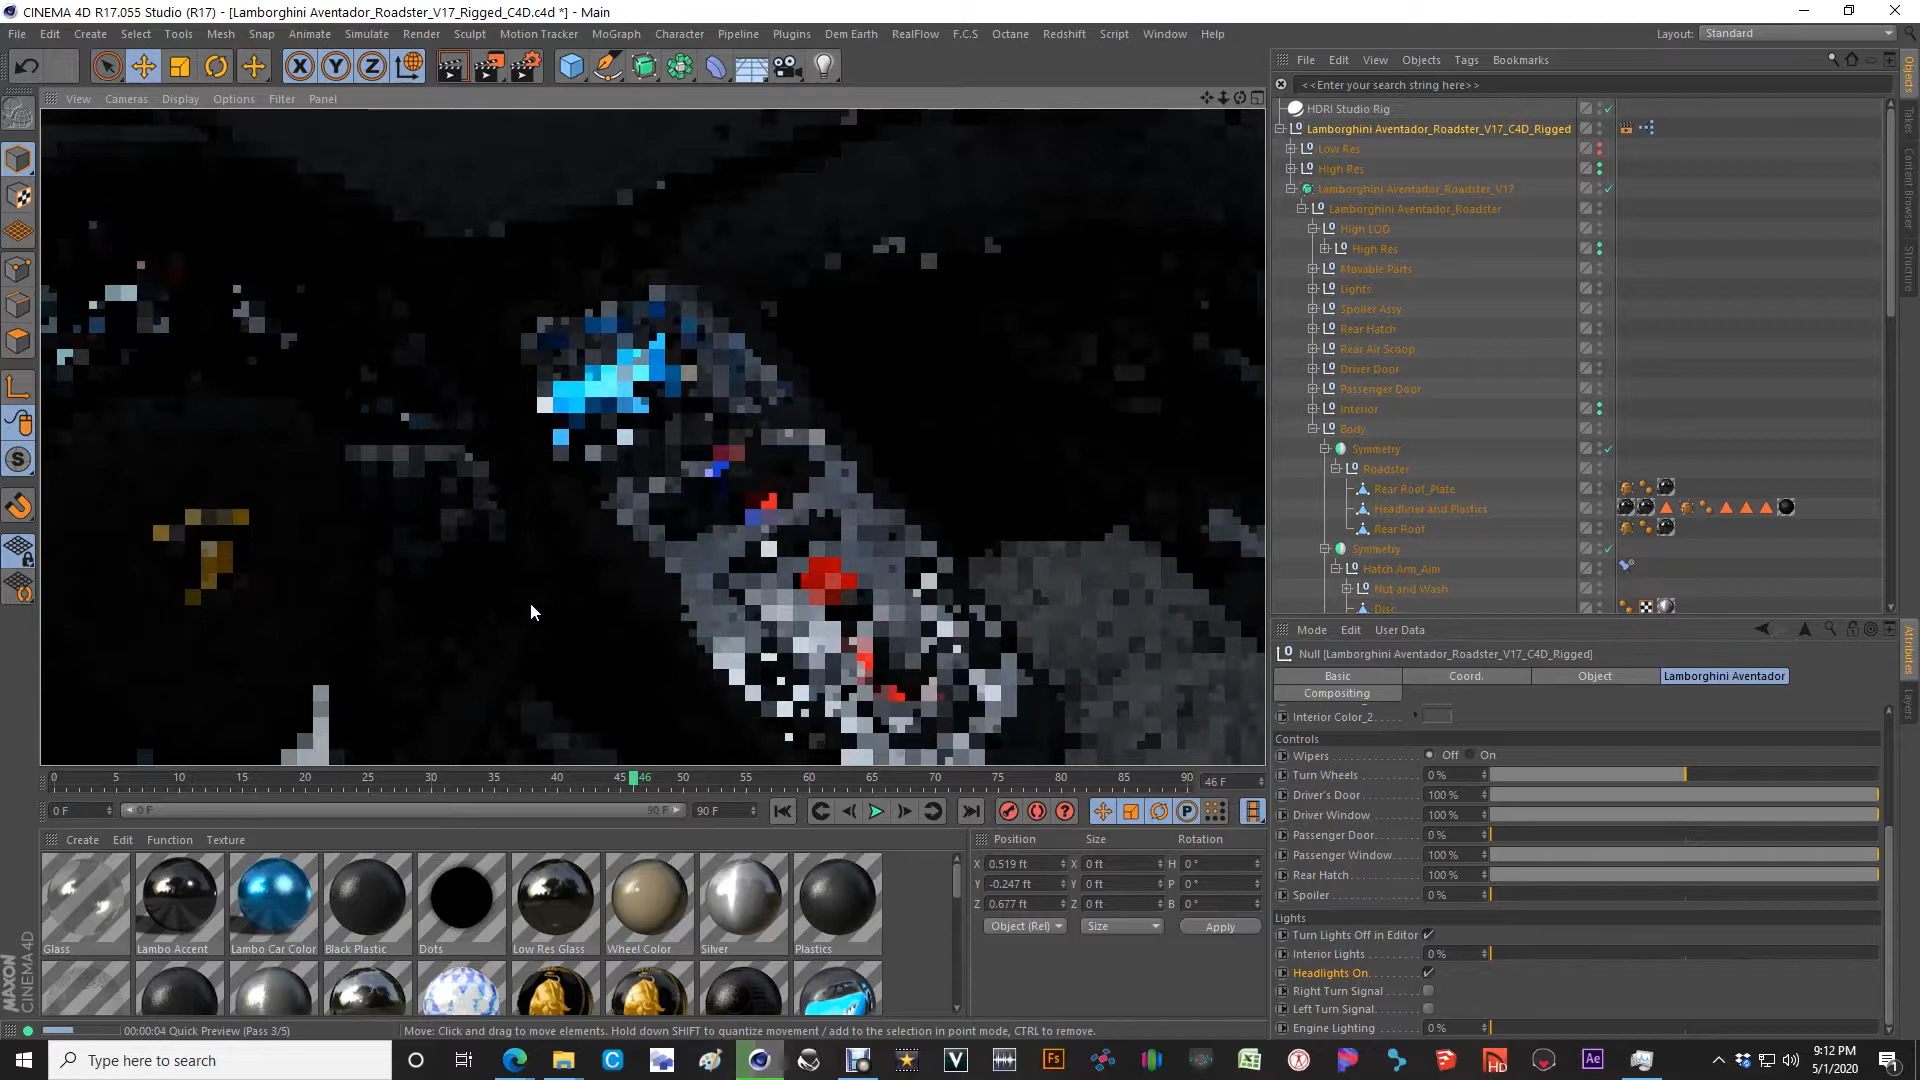 CINEMA 4D R17.055 Studio (R17) - [Lamborghini Aventador_Roadster_V17_Rigged_C4D.c4d *] - Main
File Edit Create Select Tools Mesh Snap Animate Simulate Render Sculpt Motion Tracker MoGraph Character Pipeline Plugins Dem Earth RealFlow F.C.S Octane Redshift Script Window Help Layout: Standard
File Edit View Objects Tags Bookmarks
<<Enter your search string here>>
View Cameras Display Options Filter Panel
HDRI Studio Rig
Lamborghini Aventador_Roadster_V17_C4D_Rigged
Low Res
High Res
Lamborghini Aventador_Roadster_V17
Lamborghini Aventador_Roadster
High LOD
High Res
Movable Parts
Lights
Spoiler Assy
Rear Hatch
Rear Air Scoop
Driver Door
Passenger Door
Interior
Body
Symmetry
Roadster
Rear Roof_Plate
Headliner and Plastics
Rear Roof
Symmetry
Hatch Arm_Aim
Nut and Wash
Disc
Objects
Takes
Content Browser
Structure
Mode Edit User Data
Null [Lamborghini Aventador_Roadster_V17_C4D_Rigged]
Basic Coord. Object Lamborghini Aventador
Compositing
Interior Color_2
Controls
Wipers Off On
Turn Wheels 0 %
Driver's Door 100 %
Driver Window 100 %
Passenger Door 0 %
Passenger Window 100 %
Rear Hatch 100 %
Spoiler 0 %
Lights
Turn Lights Off in Editor
Interior Lights 0 %
Headlights On
Right Turn Signal
Left Turn Signal
Engine Lighting 0 %
Attributes
Layers
0 5 10 15 20 25 30 35 40 45 46 50 55 60 65 70 75 80 85 90 46 F
0 F 0 F 90 F 90 F
Create Edit Function Texture
Glass Lambo Accent Lambo Car Color Black Plastic Dots Low Res Glass Wheel Color Silver Plastics
Position Size Rotation
X 0.519 ft X 0 ft H 0 °
Y -0.247 ft Y 0 ft P 0 °
Z 0.677 ft Z 0 ft B 0 °
Object (Rel) Size Apply
MAXON CINEMA 4D
00:00:04 Quick Preview (Pass 3/5) Move: Click and drag to move elements. Hold down SHIFT to quantize movement / add to the selection in point mode, CTRL to remove.
Type here to search
9:12 PM
5/1/2020